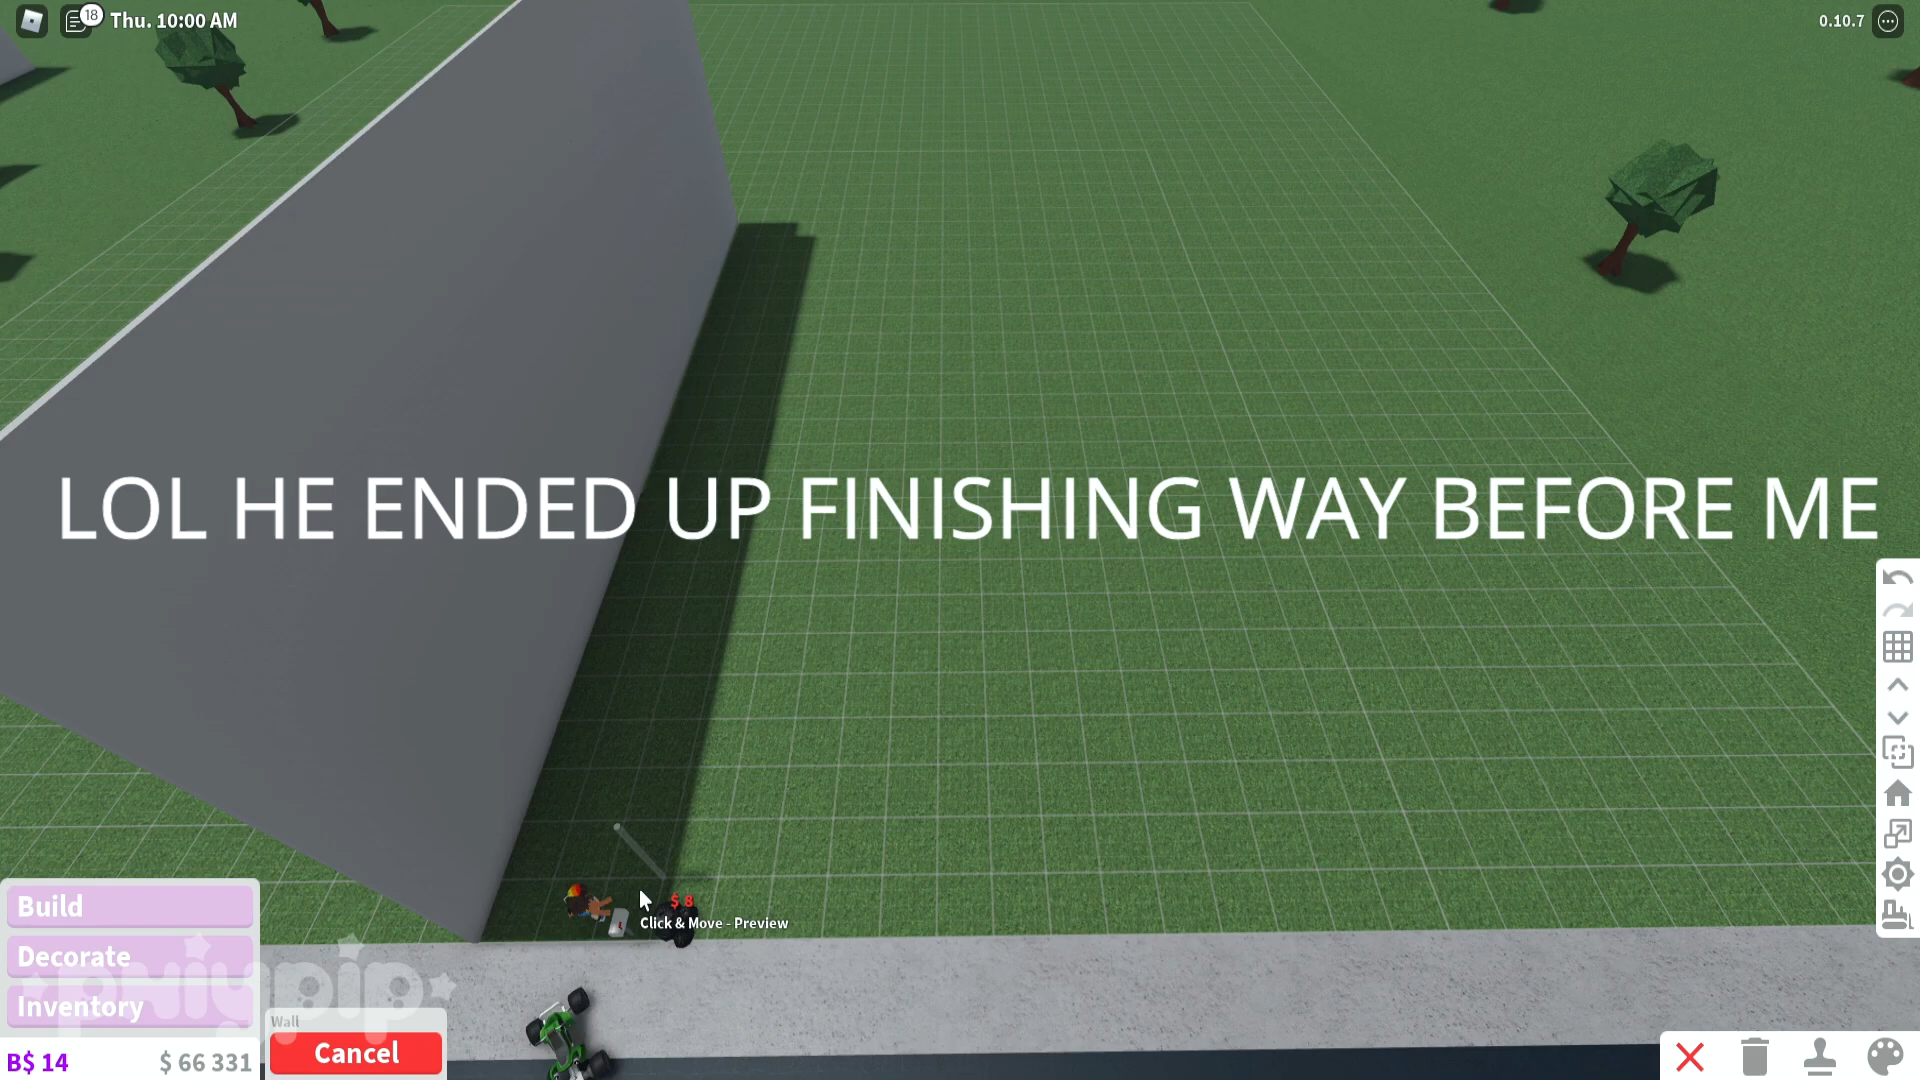 18 Thu. 10:00 AM
0.10.7
LOL HE ENDED UP FINISHING WAY BEFORE ME
$ 8
Click & Move - Preview
Build
Decorate
Inventory
Wall
Cancel
B$ 14
$ 66 331